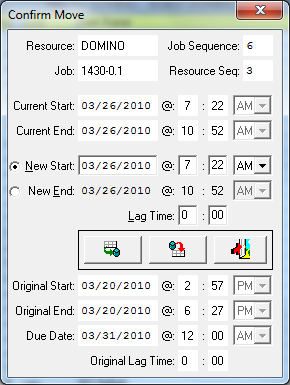 Confirm Move
Resource: DOMINO Job Sequence: 6
Job: 1430-0.1 Resource Seq: 3
Current Start: 03/26/2010 @: 7 : 22 AM
Current End: 03/26/2010 @: 10 : 52 AM
New Start: 03/26/2010 @: 7 : 22 AM
New End: 03/26/2010 @: 10 : 52 AM
Lag Time: 0 : 00
Original Start: 03/20/2010 @: 2 : 57 PM
Original End: 03/20/2010 @: 6 : 27 PM
Due Date: 03/31/2010 @: 12 : 00 AM
Original Lag Time: 0 : 00